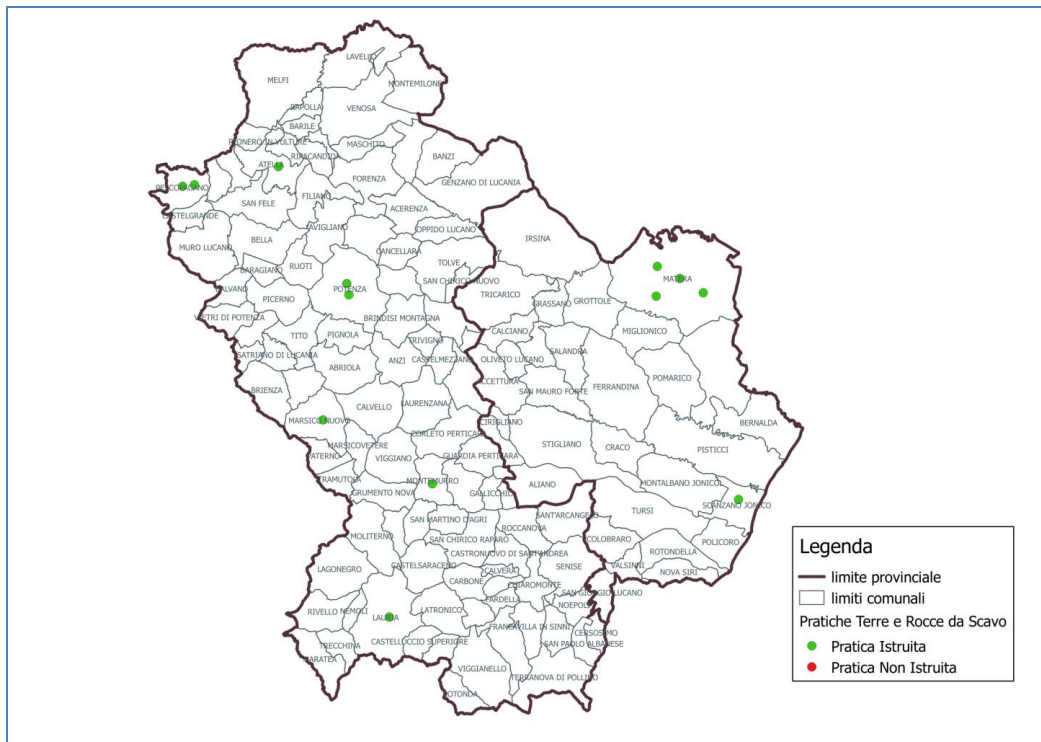 LAVELLO
MELFI
MONTEMILONE
RAPOLLA
VENOSA
BARILE
RIONERO IN VULTURE
MASCHITO
RIPACANDIDA
BANZI
ATELLA
FORENZA
GENZANO DI LUCANIA
PESCOPAGANO
FILIANO
SAN FELE
ACERENZA
CASTELGRANDE
AVIGLIANO
OPPIDO LUCANO
IRSINA
BELLA
MURO LUCANO
CANCELLARA
TOLVE
RUOTI
BARAGIANO
SAN CHIRICO NUOVO
MATERA
BALVANO
POTENZA
TRICARICO
PICERNO
GRASSANO
GROTTOLE
VIETRI DI POTENZA
BRINDISI MONTAGNA
TITO
PIGNOLA
CALCIANO
MIGLIONICO
TRIVIGNO
SATRIANO DI LUCANIA
ANZI
CASTELMEZZANO
OLIVETO LUCANO
SALANDRA
ABRIOLA
ACCETTURA
POMARICO
BRIENZA
SAN MAURO FORTE
FERRANDINA
CALVELLO
LAURENZANA
MARSICO NUOVO
CIRIGLIANO
BERNALDA
CORLETO PERTICARA
STIGLIANO
CRACO
PISTICCI
MARSICOVETERE
PATERNO
VIGGIANO
GUARDIA PERTICARA
TRAMUTOLA
MONTEMURRO
ALIANO
MONTALBANO JONICO
GRUMENTO NOVA
GALLICCHIO
SCANZANO JONICO
SAN MARTINO D'AGRI
SANT'ARCANGELO
TURSI
ROCCANOVA
MOLITERNO
SAN CHIRICO RAPARO
COLOBRARO
POLICORO
CASTRONUOVO DI SANT'ANDREA
ROTONDELLA
CASTELSARACENO
SENISE
VALSINNI
LAGONEGRO
CALVERA
NOVA SIRI
CARBONE
CHIAROMONTE
SAN GIORGIO LUCANO
FARDELLA
NOEPOLI
RIVELLO
NEMOLI
LATRONICO
LAURIA
FRANCAVILLA IN SINNI
CERSOSIMO
TRECCHINA
CASTELLUCCIO SUPERIORE
SAN PAOLO ALBANESE
MARATEA
VIGGIANELLO
TERRANOVA DI POLLINO
ROTONDA
Legenda
limite provinciale
limiti comunali
Pratiche Terre e Rocce da Scavo
Pratica Istruita
Pratica Non Istruita